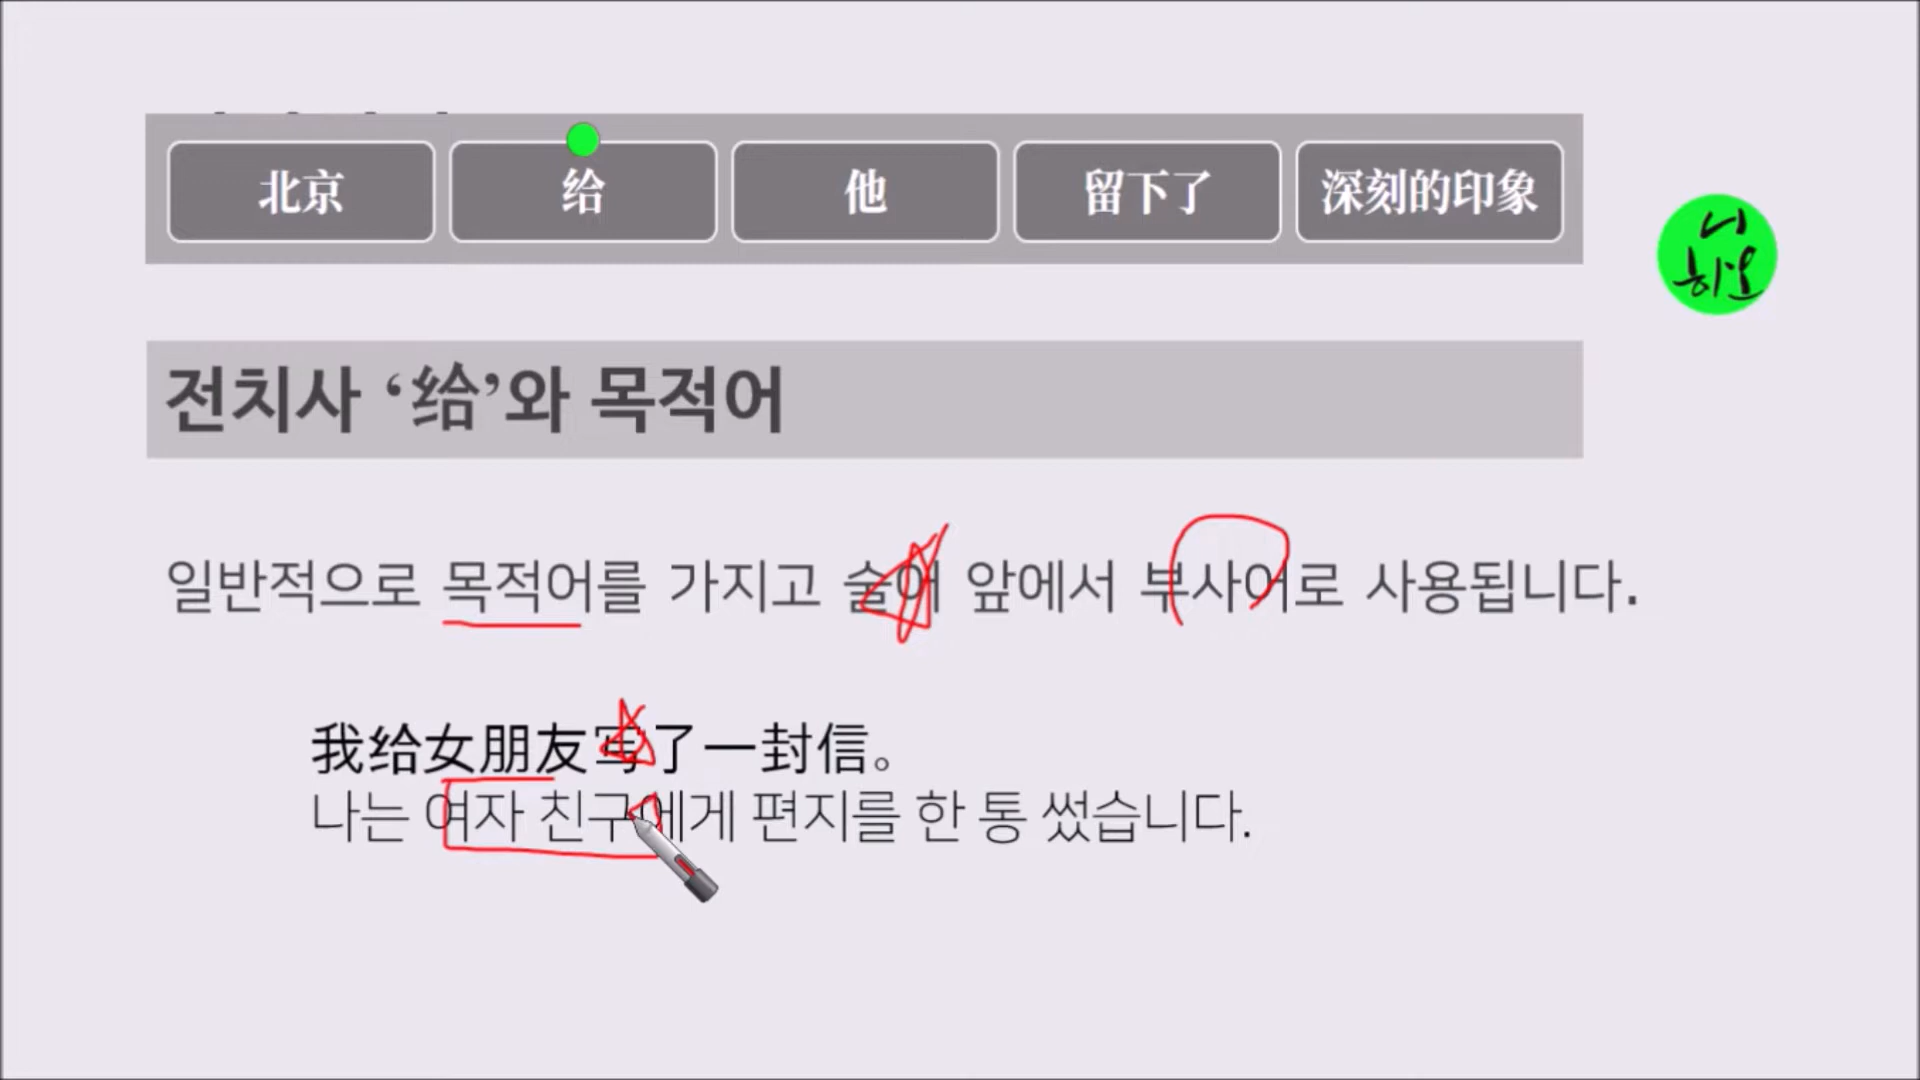 北京 给 他 留下了 深刻的印象
전치사 ‘给’와 목적어
일반적으로 목적어를 가지고 술어 앞에서 부사어로 사용됩니다.
我给女朋友写了一封信。
나는 여자 친구에게 편지를 한 통 썼습니다.